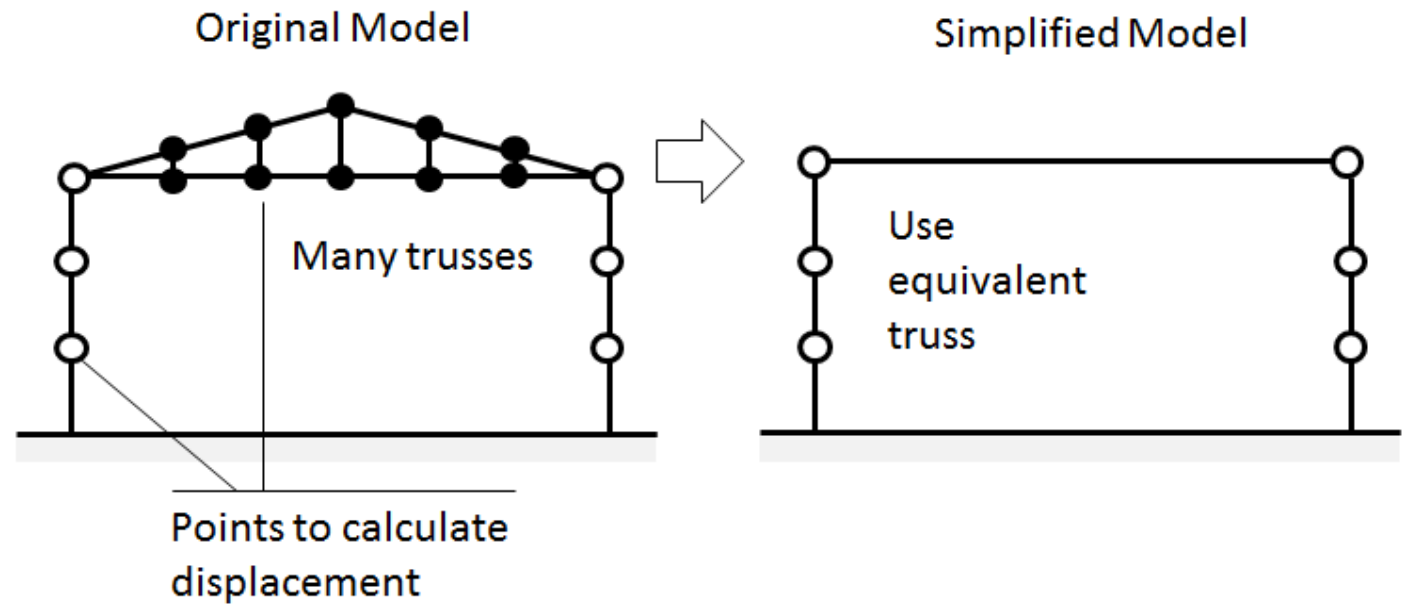 Original Model
Simplified Model
Many trusses
Use
equivalent
truss
Points to calculate
displacement